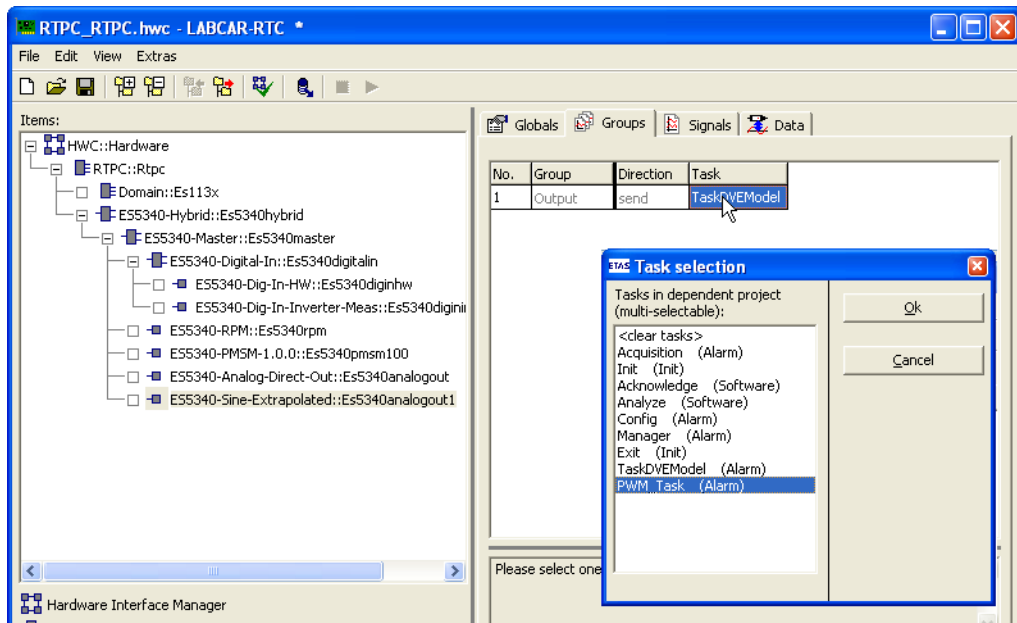 RTPC_RTPC.hwc - LABCAR-RTC *
File Edit View Extras
Items:
HWC::Hardware
RTPC::Rtpc
Domain::Es113x
ES5340-Hybrid::Es5340hybrid
ES5340-Master::Es5340master
ES5340-Digital-In::Es5340digitalin
ES5340-Dig-In-HW::Es5340diginhw
ES5340-Dig-In-Inverter-Meas::Es5340digini
ES5340-RPM::Es5340rpm
ES5340-PMSM-1.0.0::Es5340pmsm100
ES5340-Analog-Direct-Out::Es5340analogout
ES5340-Sine-Extrapolated::Es5340analogout1
Hardware Interface Manager
Globals Groups Signals Data
No. Group Direction Task
1 Output send TaskDVEModel
Please select one
ETAS Task selection
Tasks in dependent project
(multi-selectable):
<clear tasks>
Acquisition (Alarm)
Init (Init)
Acknowledge (Software)
Analyze (Software)
Config (Alarm)
Manager (Alarm)
Exit (Init)
TaskDVEModel (Alarm)
PWM_Task (Alarm)
Ok
Cancel